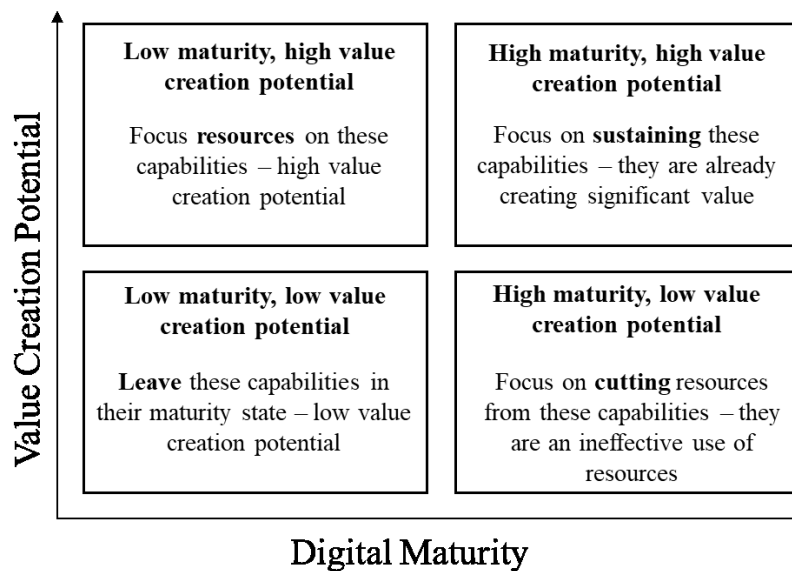 Value Creation Potential
Low maturity, high value
creation potential
Focus resources on these
capabilities – high value
creation potential
High maturity, high value
creation potential
Focus on sustaining these
capabilities – they are already
creating significant value
Low maturity, low value
creation potential
Leave these capabilities in
their maturity state – low value
creation potential
High maturity, low value
creation potential
Focus on cutting resources
from these capabilities – they
are an ineffective use of
resources
Digital Maturity